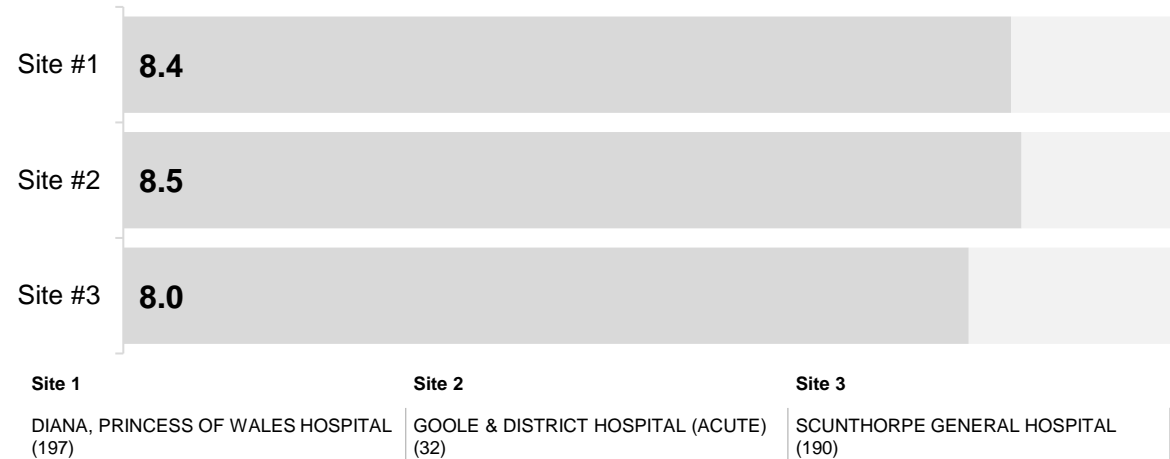 Site #1
8.4
Site #2
8.5
Site #3
8.0
Site 1
Site 2
Site 3
DIANA, PRINCESS OF WALES HOSPITAL
(197)
GOOLE & DISTRICT HOSPITAL (ACUTE)
(32)
SCUNTHORPE GENERAL HOSPITAL
(190)